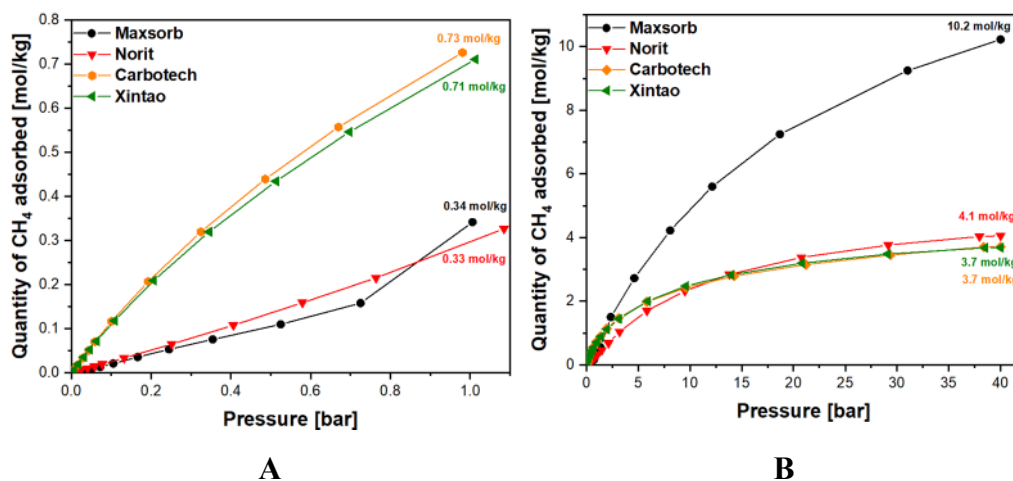 Quantity of CH₄ adsorbed [mol/kg]
0.8
0.7
0.6
0.5
0.4
0.3
0.2
0.1
0.0
Maxsorb
Norit
Carbotech
Xintao
0.73 mol/kg
0.71 mol/kg
0.34 mol/kg
0.33 mol/kg
0.0 0.2 0.4 0.6 0.8 1.0
Pressure [bar]
A
Quantity of CH₄ adsorbed [mol/kg]
10
8
6
4
2
0
Maxsorb
Norit
Carbotech
Xintao
10.2 mol/kg
4.1 mol/kg
3.7 mol/kg
3.7 mol/kg
0 5 10 15 20 25 30 35 40
Pressure [bar]
B